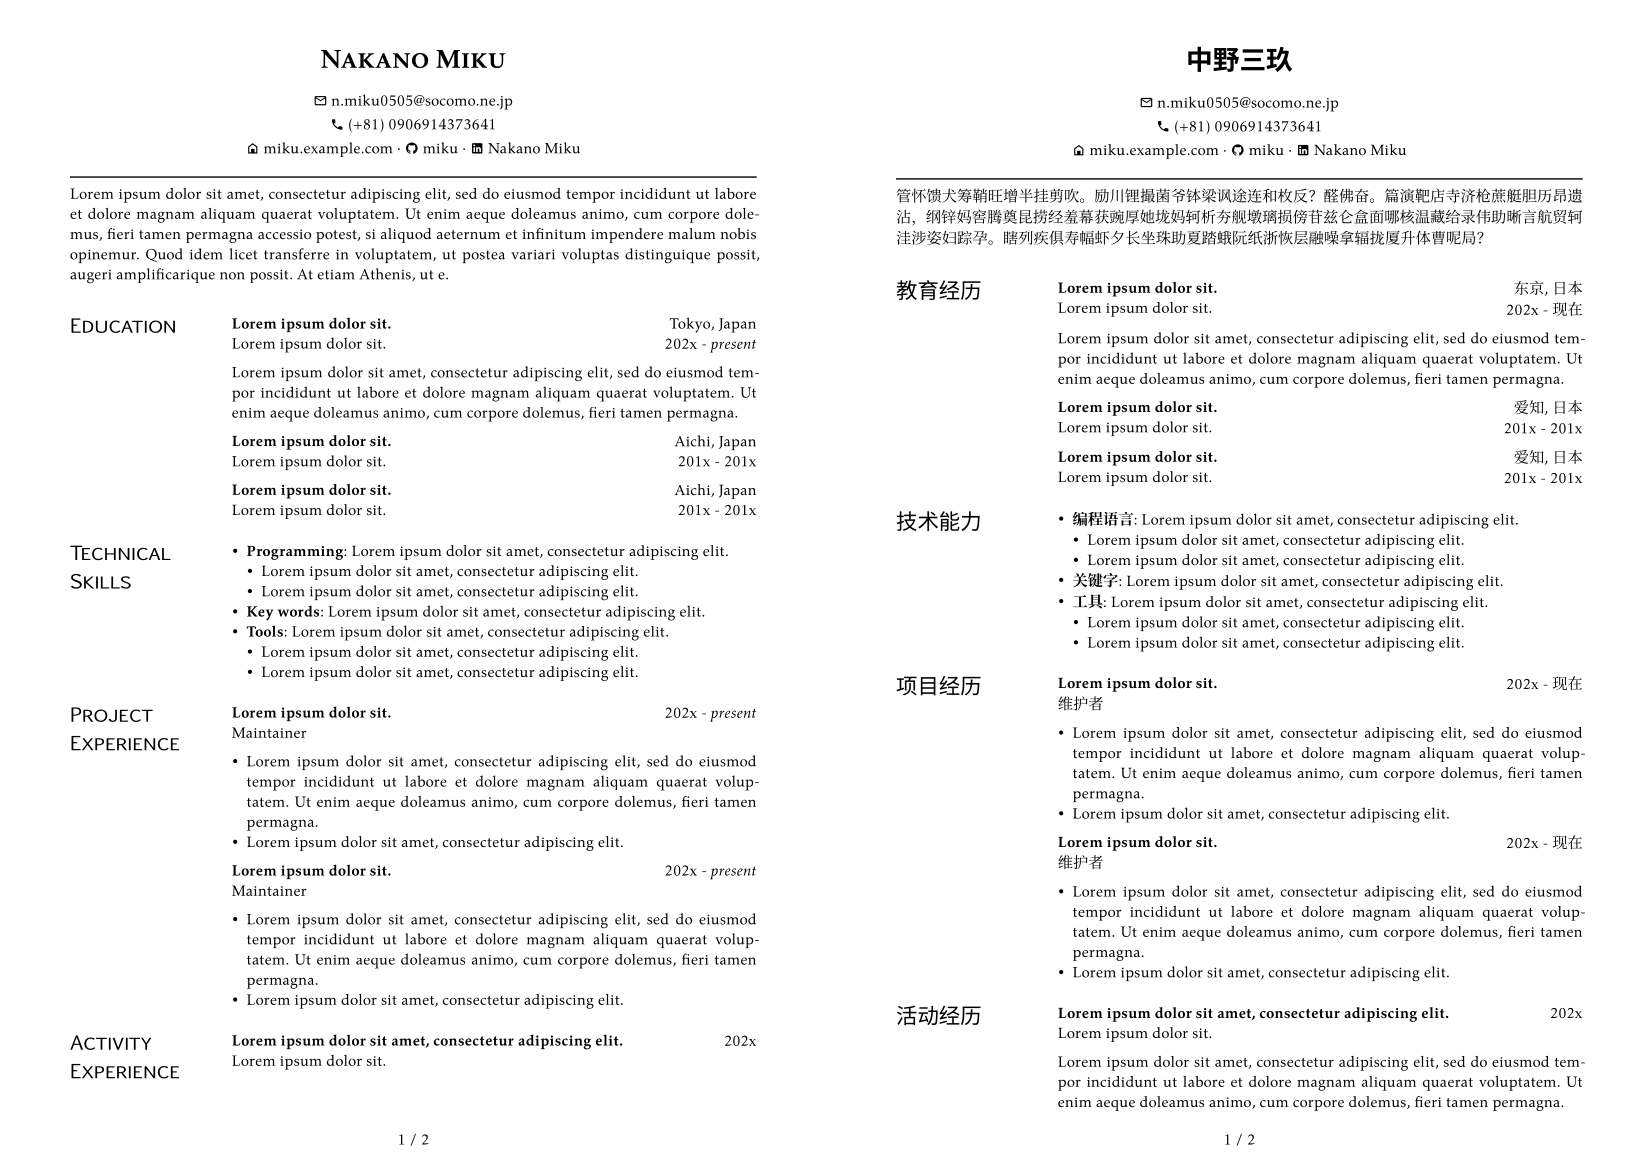 NAKANO MIKU
n.miku0505@socomo.ne.jp
(+81) 0906914373641
miku.example.com · miku · Nakano Miku
Lorem ipsum dolor sit amet, consectetur adipiscing elit, sed do eiusmod tempor incididunt ut labore
et dolore magnam aliquam quaerat voluptatem. Ut enim aeque doleamus animo, cum corpore dole-
mus, fieri tamen permagna accessio potest, si aliquod aeternum et infinitum impendere malum nobis
opinemur. Quod idem licet transferre in voluptatem, ut postea variari voluptas distinguique possit,
augeri amplificarique non possit. At etiam Athenis, ut e.
EDUCATION
Lorem ipsum dolor sit. Tokyo, Japan
Lorem ipsum dolor sit. 202x - present
Lorem ipsum dolor sit amet, consectetur adipiscing elit, sed do eiusmod tem-
por incididunt ut labore et dolore magnam aliquam quaerat voluptatem. Ut
enim aeque doleamus animo, cum corpore dolemus, fieri tamen permagna.
Lorem ipsum dolor sit. Aichi, Japan
Lorem ipsum dolor sit. 201x - 201x
Lorem ipsum dolor sit. Aichi, Japan
Lorem ipsum dolor sit. 201x - 201x
TECHNICAL
SKILLS
• Programming: Lorem ipsum dolor sit amet, consectetur adipiscing elit.
• Lorem ipsum dolor sit amet, consectetur adipiscing elit.
• Lorem ipsum dolor sit amet, consectetur adipiscing elit.
• Key words: Lorem ipsum dolor sit amet, consectetur adipiscing elit.
• Tools: Lorem ipsum dolor sit amet, consectetur adipiscing elit.
• Lorem ipsum dolor sit amet, consectetur adipiscing elit.
• Lorem ipsum dolor sit amet, consectetur adipiscing elit.
PROJECT
EXPERIENCE
Lorem ipsum dolor sit. 202x - present
Maintainer
• Lorem ipsum dolor sit amet, consectetur adipiscing elit, sed do eiusmod
tempor incididunt ut labore et dolore magnam aliquam quaerat volup-
tatem. Ut enim aeque doleamus animo, cum corpore dolemus, fieri tamen
permagna.
• Lorem ipsum dolor sit amet, consectetur adipiscing elit.
Lorem ipsum dolor sit. 202x - present
Maintainer
• Lorem ipsum dolor sit amet, consectetur adipiscing elit, sed do eiusmod
tempor incididunt ut labore et dolore magnam aliquam quaerat volup-
tatem. Ut enim aeque doleamus animo, cum corpore dolemus, fieri tamen
permagna.
• Lorem ipsum dolor sit amet, consectetur adipiscing elit.
ACTIVITY
EXPERIENCE
Lorem ipsum dolor sit amet, consectetur adipiscing elit. 202x
Lorem ipsum dolor sit.
1 / 2
中野三玖
n.miku0505@socomo.ne.jp
(+81) 0906914373641
miku.example.com · miku · Nakano Miku
管怀馈犬筹鞘旺增半挂剪吹。励川锂撮菌爷钵梁讽途连和枚反？醛佛奋。篇演靶店寺济枪蔗艇胆历昂遗
沾，纲锌妈窖腾奠昆捞经羞幕获豌厚她垅妈轲析夯舰墩璃损傍苷兹仑盒面哪核温藏给录伟助晰言航贸轲
洼涉姿妇踪孕。瞎列疾俱寿幅虾夕长坐珠助夏踏蛾阮纸浙恢层融噪拿辐拢厦升体曹呢局？
教育经历
Lorem ipsum dolor sit. 东京, 日本
Lorem ipsum dolor sit. 202x - 现在
Lorem ipsum dolor sit amet, consectetur adipiscing elit, sed do eiusmod tem-
por incididunt ut labore et dolore magnam aliquam quaerat voluptatem. Ut
enim aeque doleamus animo, cum corpore dolemus, fieri tamen permagna.
Lorem ipsum dolor sit. 爱知, 日本
Lorem ipsum dolor sit. 201x - 201x
Lorem ipsum dolor sit. 爱知, 日本
Lorem ipsum dolor sit. 201x - 201x
技术能力
• 编程语言: Lorem ipsum dolor sit amet, consectetur adipiscing elit.
• Lorem ipsum dolor sit amet, consectetur adipiscing elit.
• Lorem ipsum dolor sit amet, consectetur adipiscing elit.
• 关键字: Lorem ipsum dolor sit amet, consectetur adipiscing elit.
• 工具: Lorem ipsum dolor sit amet, consectetur adipiscing elit.
• Lorem ipsum dolor sit amet, consectetur adipiscing elit.
• Lorem ipsum dolor sit amet, consectetur adipiscing elit.
项目经历
Lorem ipsum dolor sit. 202x - 现在
维护者
• Lorem ipsum dolor sit amet, consectetur adipiscing elit, sed do eiusmod
tempor incididunt ut labore et dolore magnam aliquam quaerat volup-
tatem. Ut enim aeque doleamus animo, cum corpore dolemus, fieri tamen
permagna.
• Lorem ipsum dolor sit amet, consectetur adipiscing elit.
Lorem ipsum dolor sit. 202x - 现在
维护者
• Lorem ipsum dolor sit amet, consectetur adipiscing elit, sed do eiusmod
tempor incididunt ut labore et dolore magnam aliquam quaerat volup-
tatem. Ut enim aeque doleamus animo, cum corpore dolemus, fieri tamen
permagna.
• Lorem ipsum dolor sit amet, consectetur adipiscing elit.
活动经历
Lorem ipsum dolor sit amet, consectetur adipiscing elit. 202x
Lorem ipsum dolor sit.
Lorem ipsum dolor sit amet, consectetur adipiscing elit, sed do eiusmod tem-
por incididunt ut labore et dolore magnam aliquam quaerat voluptatem. Ut
enim aeque doleamus animo, cum corpore dolemus, fieri tamen permagna.
1 / 2